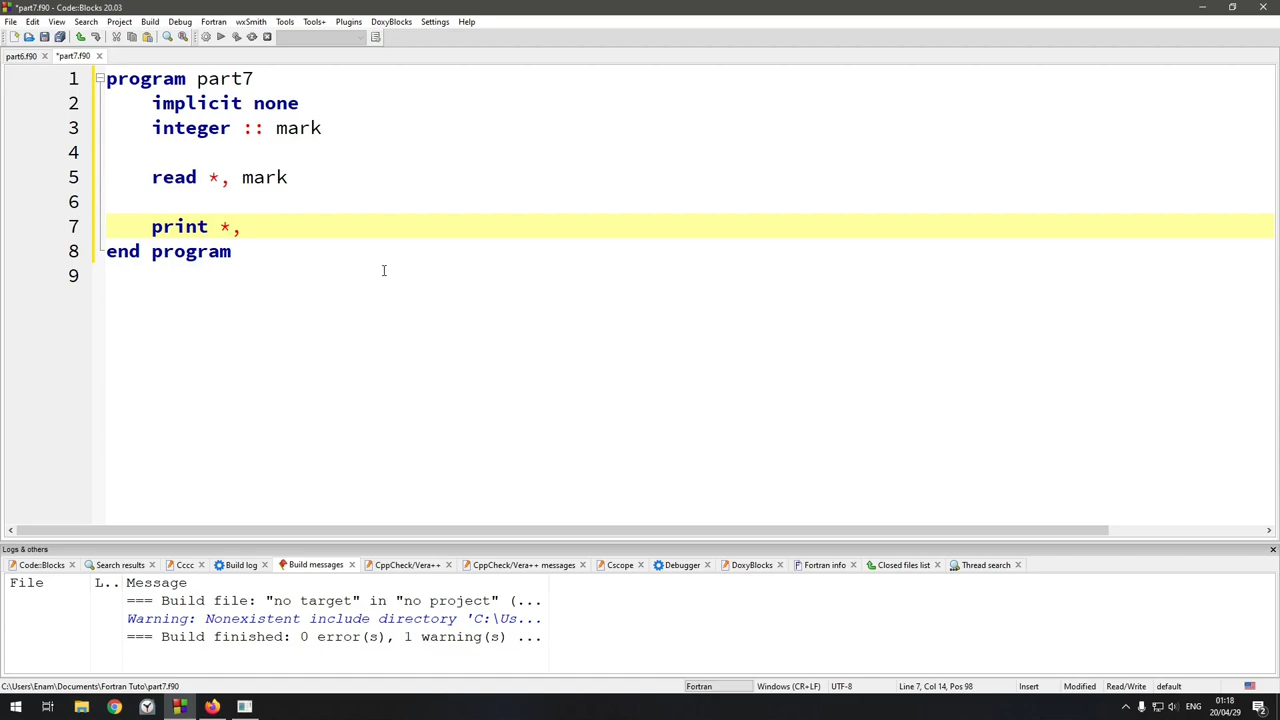 *part7.f90 - Code::Blocks 20.03
File Edit View Search Project Build Debug Fortran wxSmith Tools Tools+ Plugins DoxyBlocks Settings Help
part6.f90 *part7.f90
1 program part7
2 implicit none
3 integer :: mark
4
5 read *, mark
6
7 print *,
8 end program
9
Logs & others
Code::Blocks Search results Cccc Build log Build messages CppCheck/Vera++ CppCheck/Vera++ messages Cscope Debugger DoxyBlocks Fortran info Closed files list Thread search
File L.. Message
=== Build file: "no target" in "no project" (...
Warning: Nonexistent include directory 'C:\Us...
=== Build finished: 0 error(s), 1 warning(s) ...
C:\Users\Enam\Documents\Fortran Tuto\part7.f90 Fortran Windows (CR+LF) UTF-8 Line 7, Col 14, Pos 98 Insert Modified Read/Write default
ENG 01:18
20/04/29
2